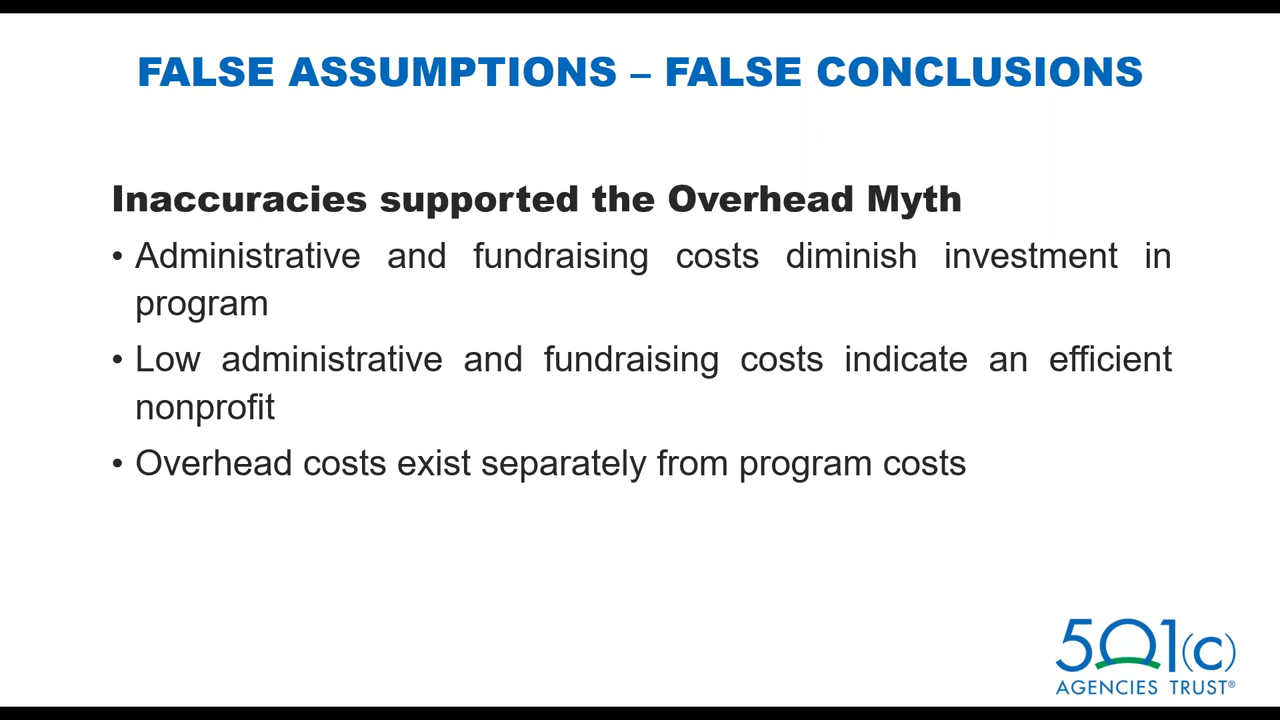 FALSE ASSUMPTIONS – FALSE CONCLUSIONS
Inaccuracies supported the Overhead Myth
• Administrative and fundraising costs diminish investment in
program
• Low administrative and fundraising costs indicate an efficient
nonprofit
• Overhead costs exist separately from program costs
501(c)
AGENCIES TRUST®